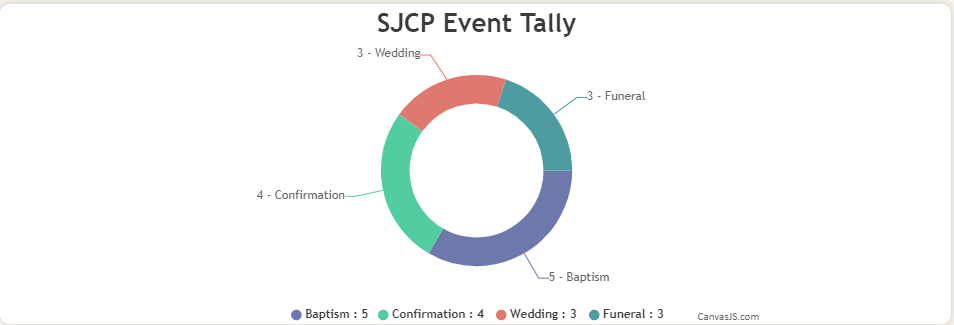 SJCP Event Tally
3 - Wedding
3 - Funeral
4 - Confirmation
5 - Baptism
Baptism : 5 Confirmation : 4 Wedding : 3 Funeral : 3
CanvasJS.com